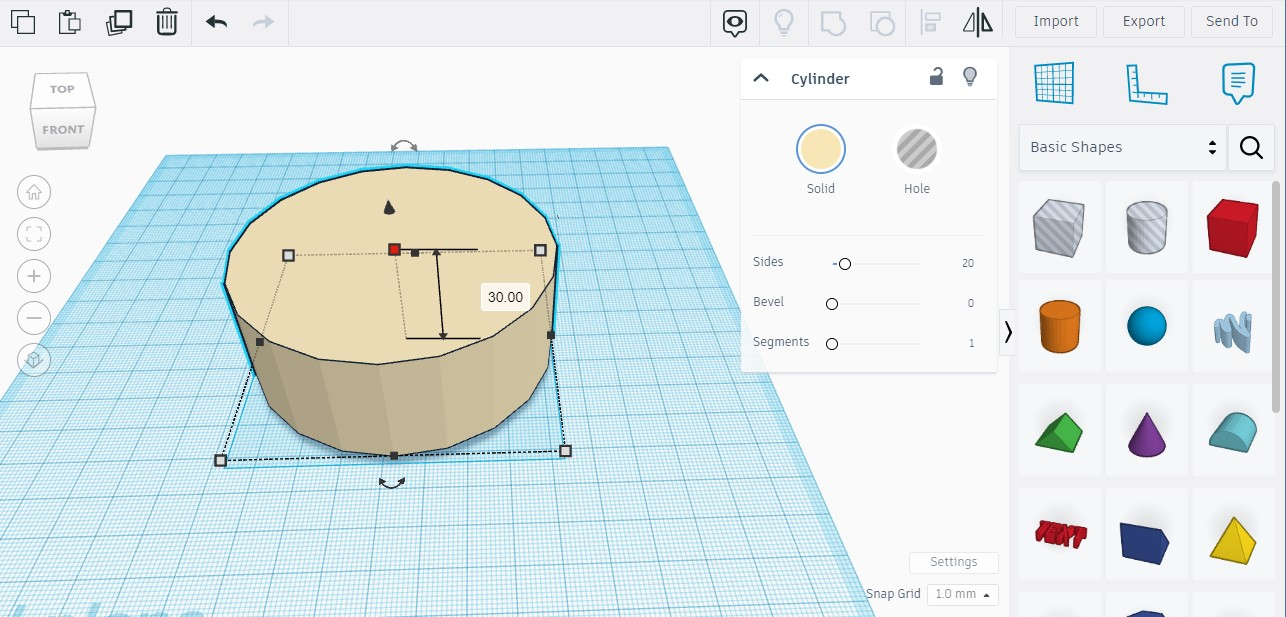 Import Export Send To
TOP
FRONT
Cylinder
Solid Hole
Sides 20
Bevel 0
Segments 1
30.00
Basic Shapes
TEXT
Settings
Snap Grid 1.0 mm